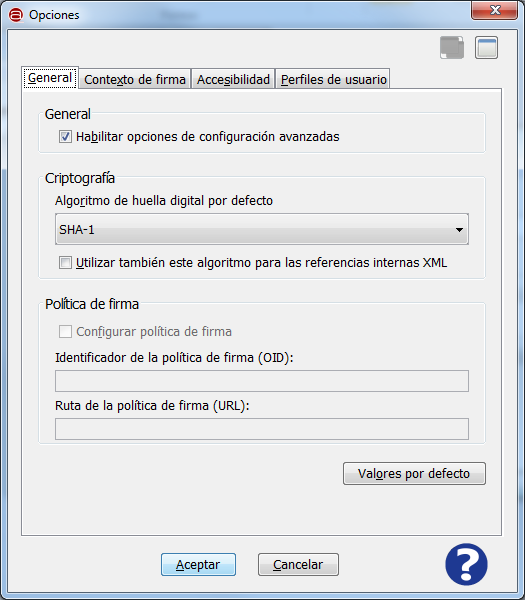 Opciones
General
Contexto de firma
Accesibilidad
Perfiles de usuario
General
Habilitar opciones de configuración avanzadas
Criptografía
Algoritmo de huella digital por defecto
SHA-1
Utilizar también este algoritmo para las referencias internas XML
Política de firma
Configurar política de firma
Identificador de la política de firma (OID):
Ruta de la política de firma (URL):
Valores por defecto
Aceptar
Cancelar
?